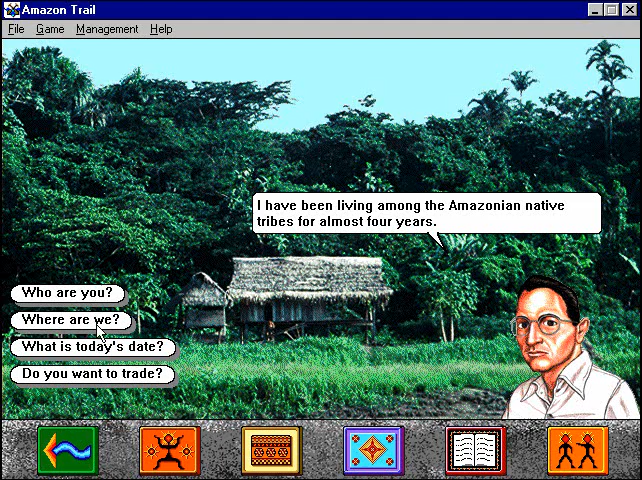 Amazon Trail
File Game Management Help
I have been living among the Amazonian native
tribes for almost four years.
Who are you?
Where are we?
What is today's date?
Do you want to trade?